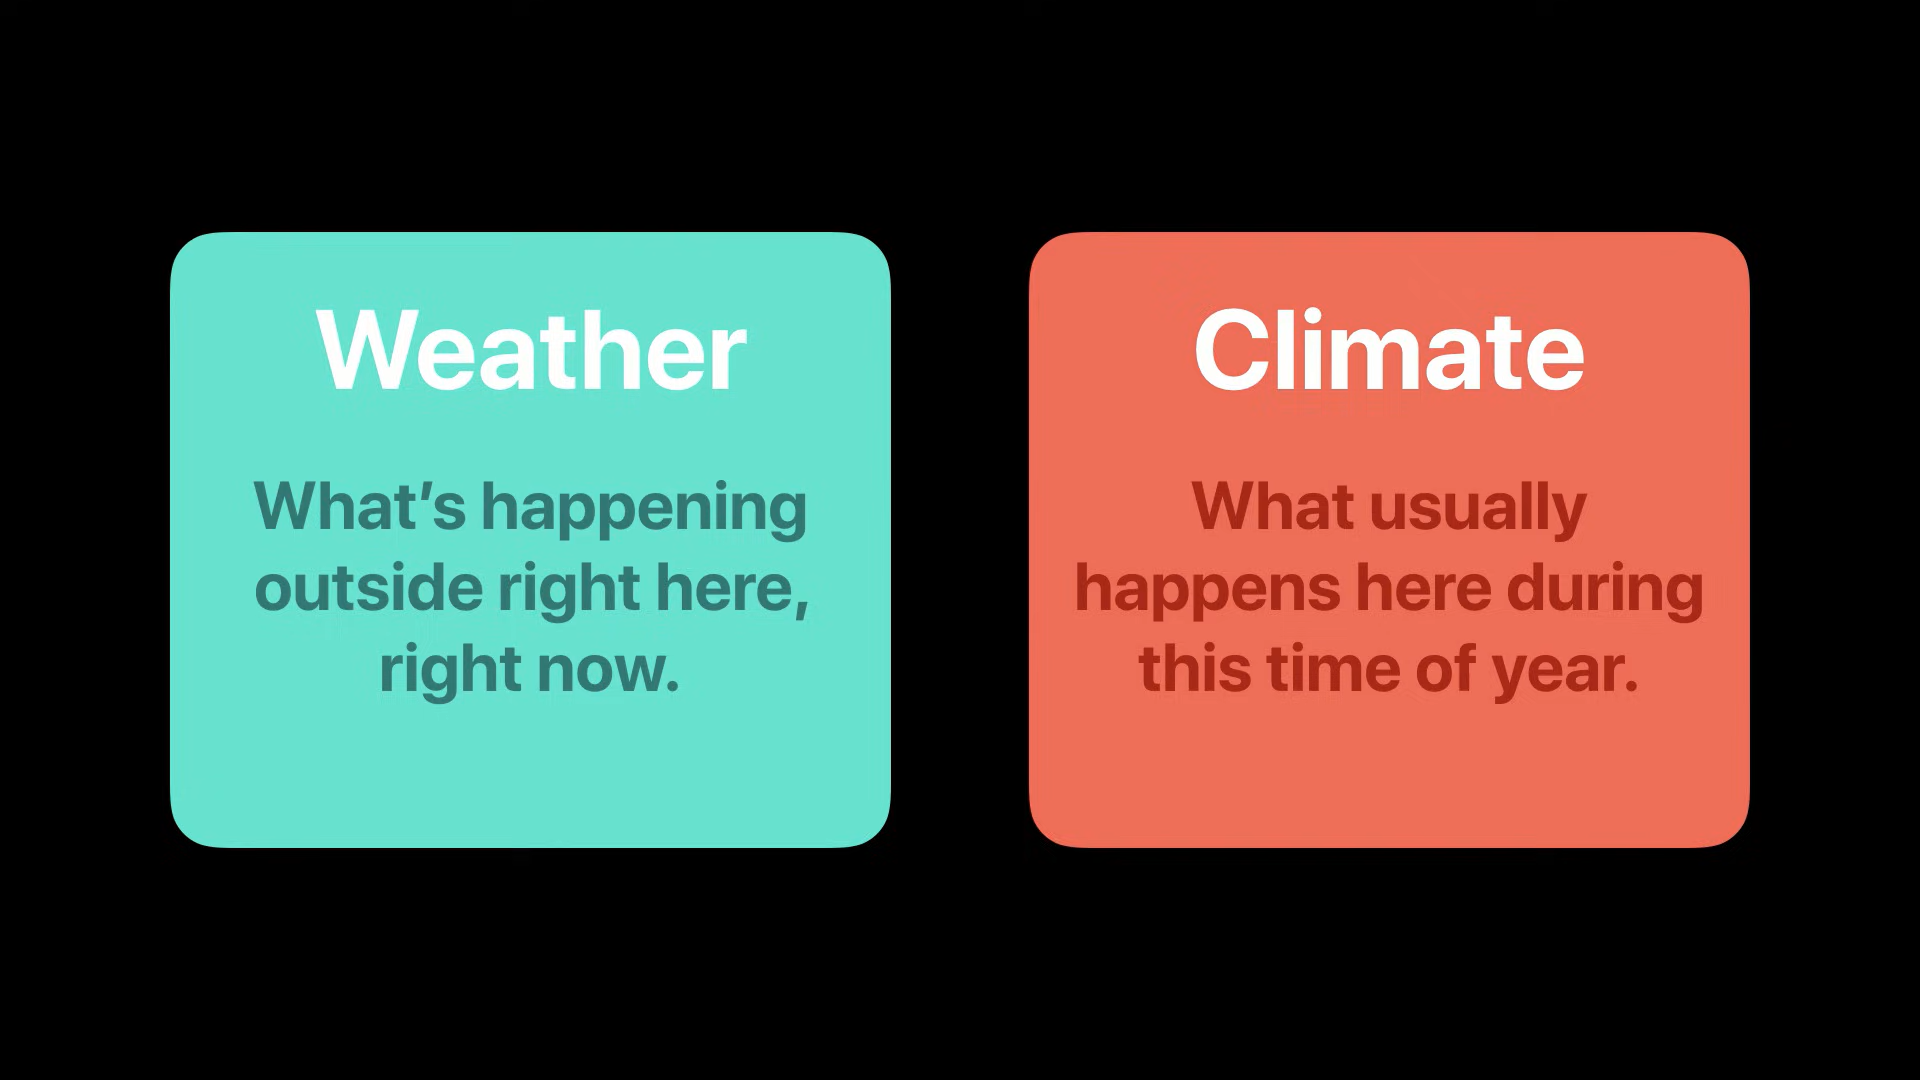 Weather
What’s happening
outside right here,
right now.
Climate
What usually
happens here during
this time of year.